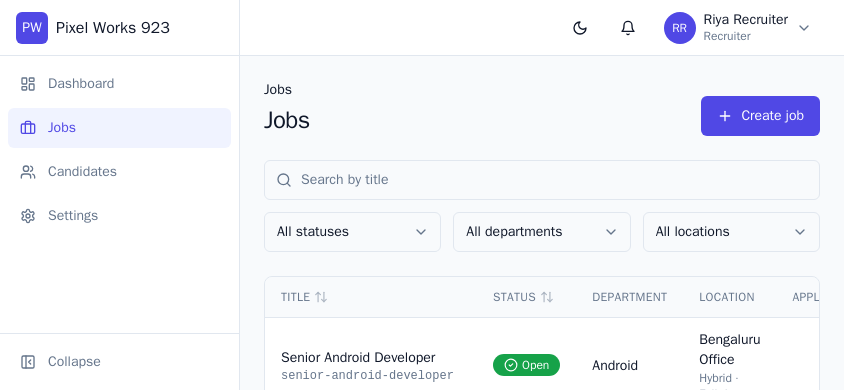 PW Pixel Works 923
RR Riya Recruiter
Recruiter
Dashboard
Jobs
Candidates
Settings
Collapse
Jobs
Jobs
Create job
Search by title
All statuses All departments All locations
TITLE STATUS DEPARTMENT LOCATION APPL
Senior Android Developer
senior-android-developer
Open
Android
Bengaluru
Office
Hybrid ·